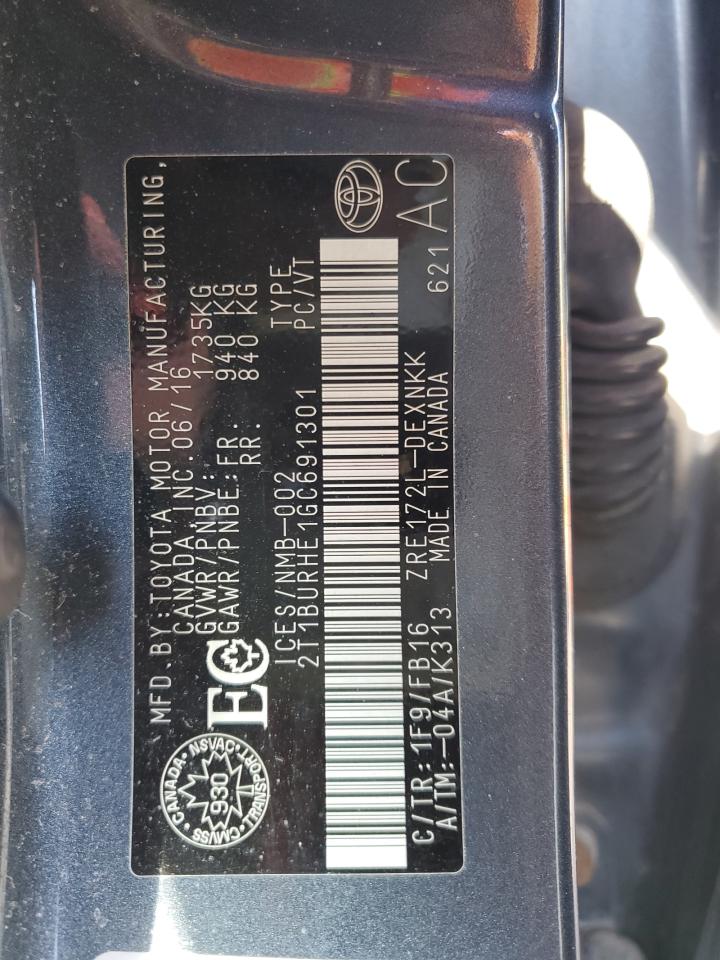 MFD.BY:TOYOTA MOTOR MANUFACTURING,
CANADA, INC.06/16
GVWR/PNBV: 1735KG
GAWR/PNBE:FR: 940 KG
RR. 840 KG
ICES/NMB-002
2T1BURHE1GC691301
TYPE
PC/VT
EC
CANADA • NSVAC • TRANSPORT • CMVSS
930
C/TR:1F9/FB16 ZRE172L-DEXNKK
A/TM:-04A/K313 MADE IN CANADA
621
AC